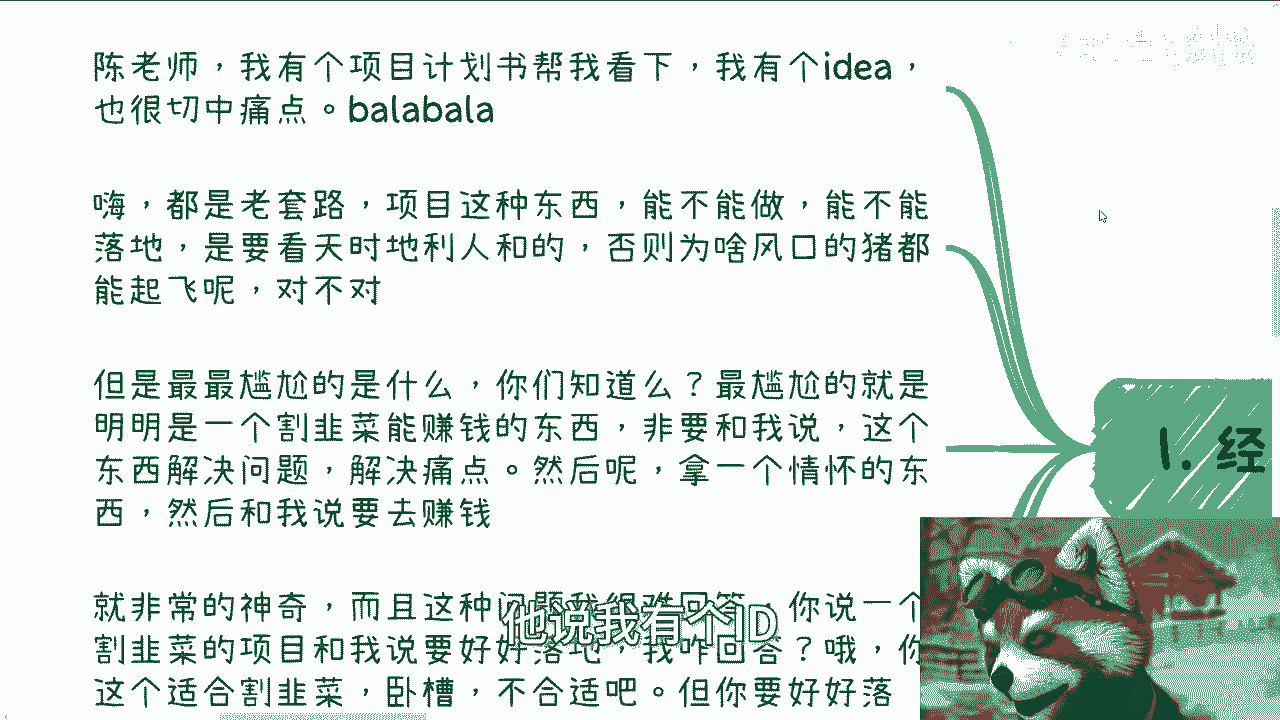 陈老师，我有个项目计划书帮我看下，我有个idea，
也很切中痛点。balabala
嗨，都是老套路，项目这种东西，能不能做，能不能
落地，是要看天时地利人和的，否则为啥风口的猪都
能起飞呢，对不对
但是最最尴尬的是什么，你们知道么？最尴尬的就是
明明是一个割韭菜能赚钱的东西，非要和我说，这个
东西解决问题，解决痛点。然后呢，拿一个情怀的东
西，然后和我说要去赚钱
就非常的神奇，而且这种问题我很难回答，你说一个
割韭菜的项目和我说要好好落地，我咋回答？哦，你
这个适合割韭菜，卧槽，不合适吧。但你要好好落
1. 经
他说我有个ID